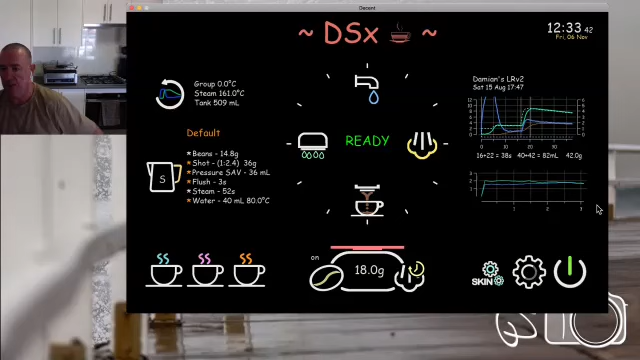 Decent
~ DSx ~
12:33 42
Fri, 06 Nov
Group 0.0°C
Steam 161.0°C
Tank 509 mL
Damian's LRv2
Sat 15 Aug 17:47
Default
* Beans - 14.8g
* Shot - (1:2.4) 36g
* Pressure SAV - 36 mL
* Flush - 3s
* Steam - 52s
* Water - 40 mL 80.0°C
S
READY
16+22 = 38s 40+42 = 82mL 42.0g
1 2 3
on
18.0g
SKIN